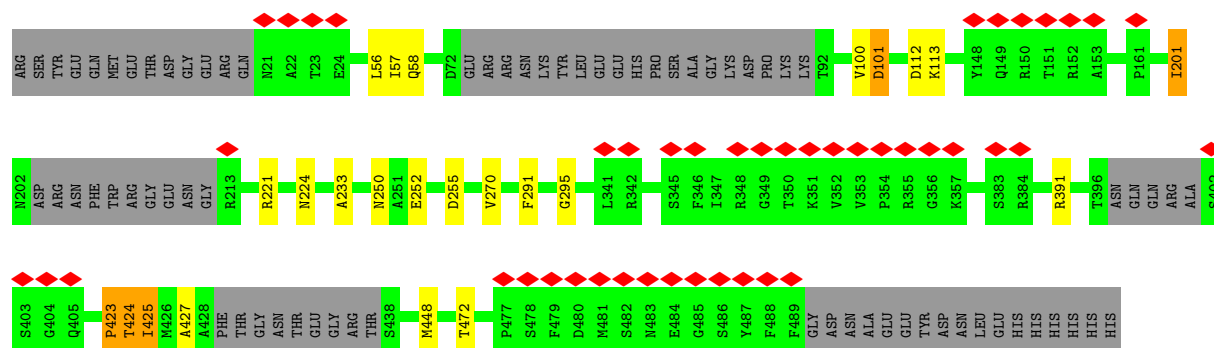 ARG SER TYR GLU GLN MET GLU THR ASP GLY GLU ARG GLN N21 A22 T23 E24 L56 I57 Q58 D72 GLU ARG ARG ASN LYS TYR LEU GLU GLU HIS PRO SER ALA GLY LYS ASP PRO LYS LYS T92 V100 D101 D112 K113 Y148 Q149 R150 T151 R152 A153 P161 I201
N202 ASP ARG ASN PHE TRP ARG GLY GLU ASN GLY R213 R221 N224 A233 N250 A251 E252 D255 V270 F291 G295 L341 R342 S345 F346 I347 R348 G349 T350 K351 V352 V353 P354 R355 G356 K357 S383 R384 R391 T396 ASN GLN GLN ARG ALA S402
S403 G404 Q405 P423 T424 I425 M426 A427 A428 PHE THR GLY ASN THR GLU GLY ARG THR S438 M448 T472 P477 S478 F479 D480 M481 S482 N483 E484 G485 S486 Y487 F488 F489 GLY ASP ASN ALA GLU GLU TYR ASP ASN LEU GLU HIS HIS HIS HIS HIS HIS